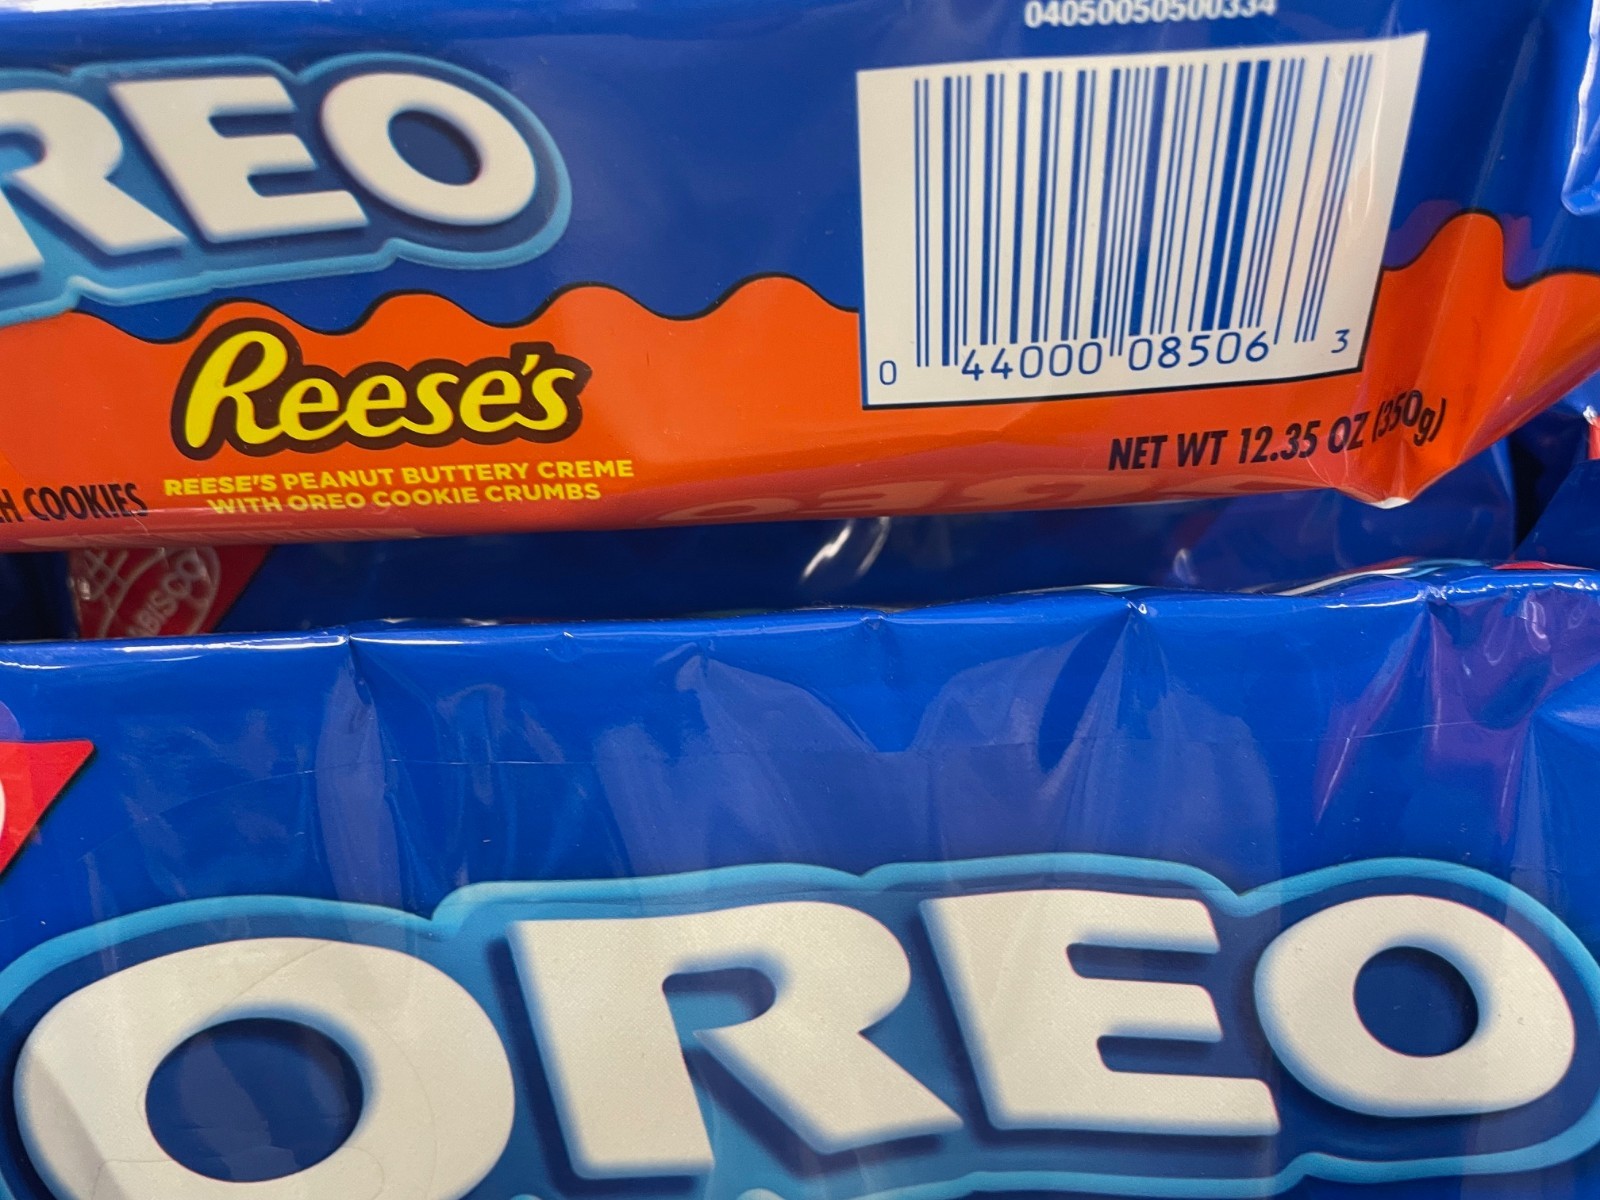 04050050500334
REO
0 44000 08506 3
Reese's
NET WT 12.35 OZ (350g)
H COOKIES
REESE'S PEANUT BUTTERY CREME
WITH OREO COOKIE CRUMBS
ABISCO
OREO